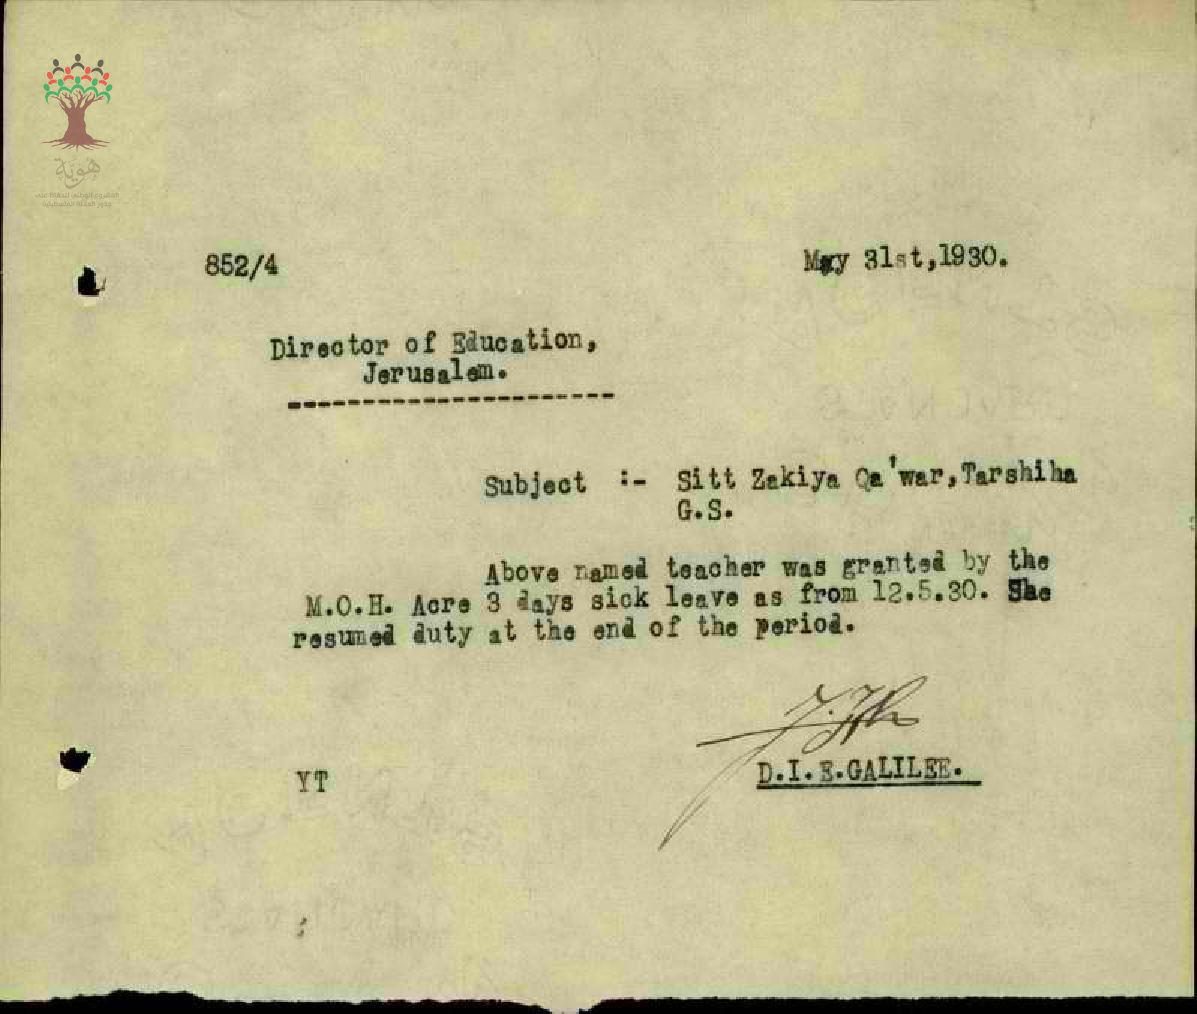 هوية
852/4
May 31st,1930.
Director of Education,
Jerusalem.
----------------------
Subject :- Sitt Zakiya Qa'war,Tarshiha
G.S.
Above named teacher was granted by the
M.O.H. Acre 3 days sick leave as from 12.5.30. She
resumed duty at the end of the period.
D.I.E.GALILEE.
YT